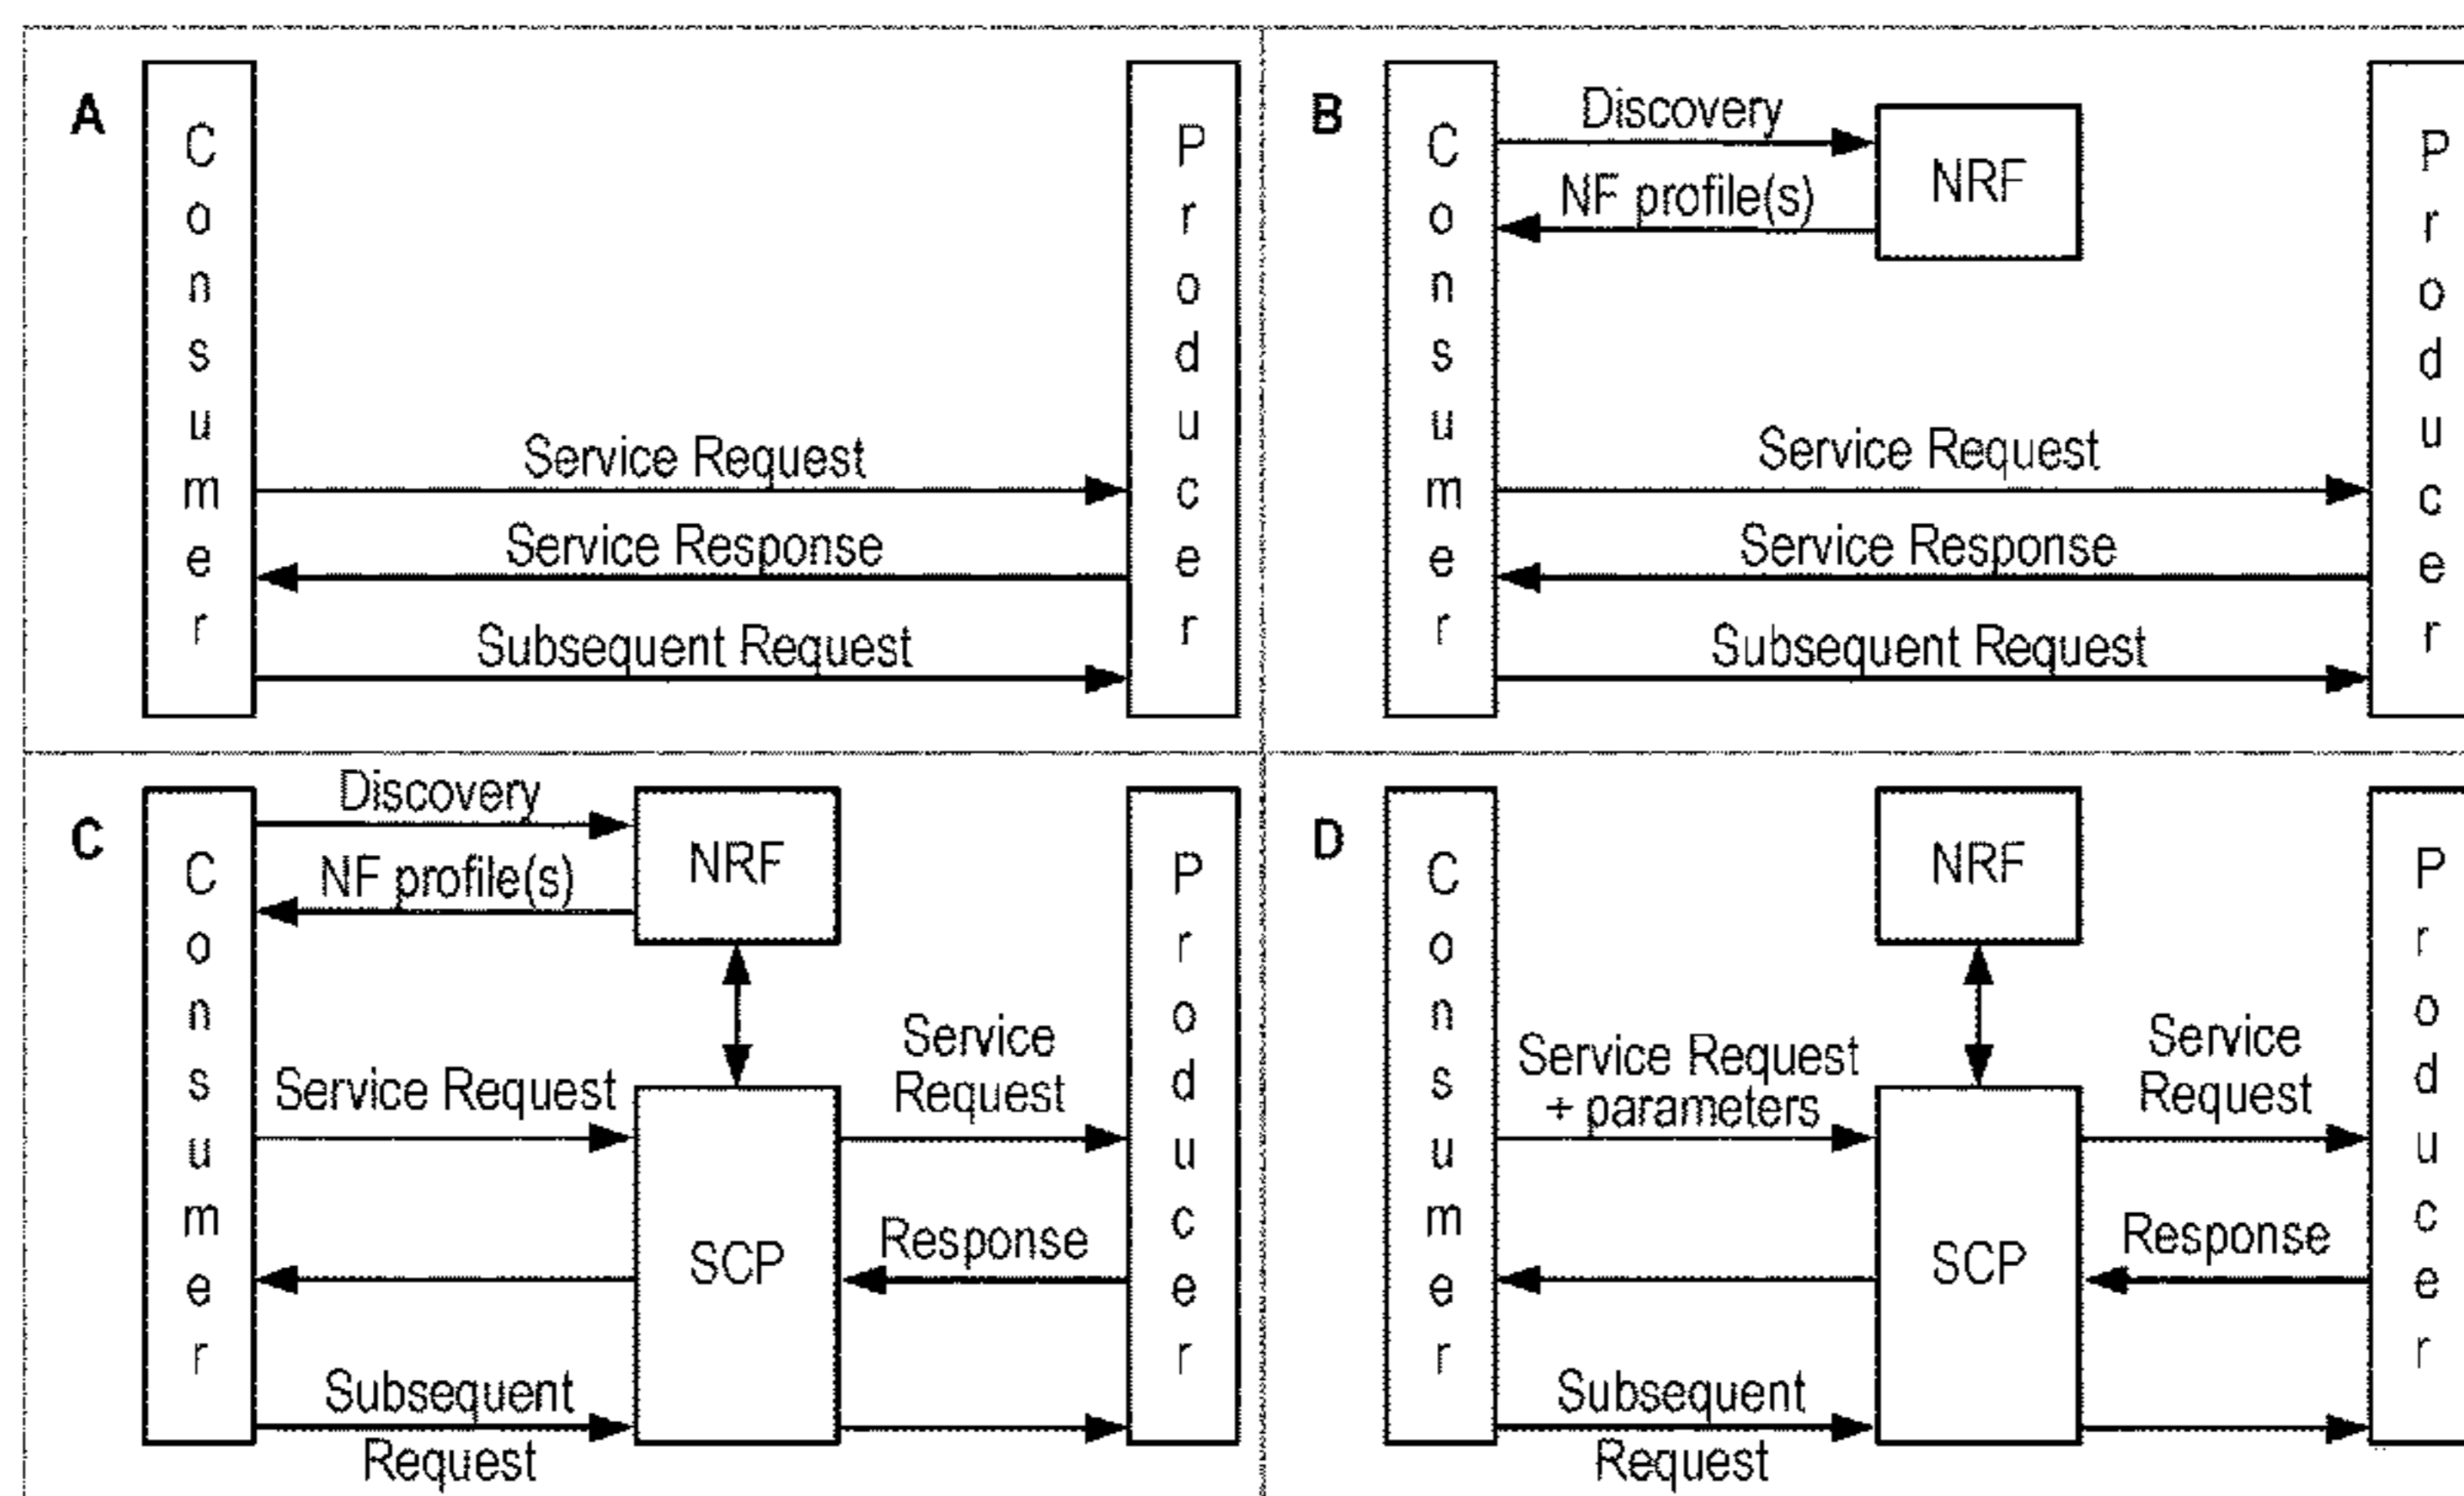 A
Consumer
Producer
Service Request
Service Response
Subsequent Request
B
Consumer
Discovery
NRF
NF profile(s)
Producer
Service Request
Service Response
Subsequent Request
C
Consumer
Discovery
NRF
NF profile(s)
Producer
Service Request
Service
Request
SCP
Response
Subsequent
Request
D
Consumer
NRF
Producer
Service Request
+ parameters
Service
Request
SCP
Response
Subsequent
Request